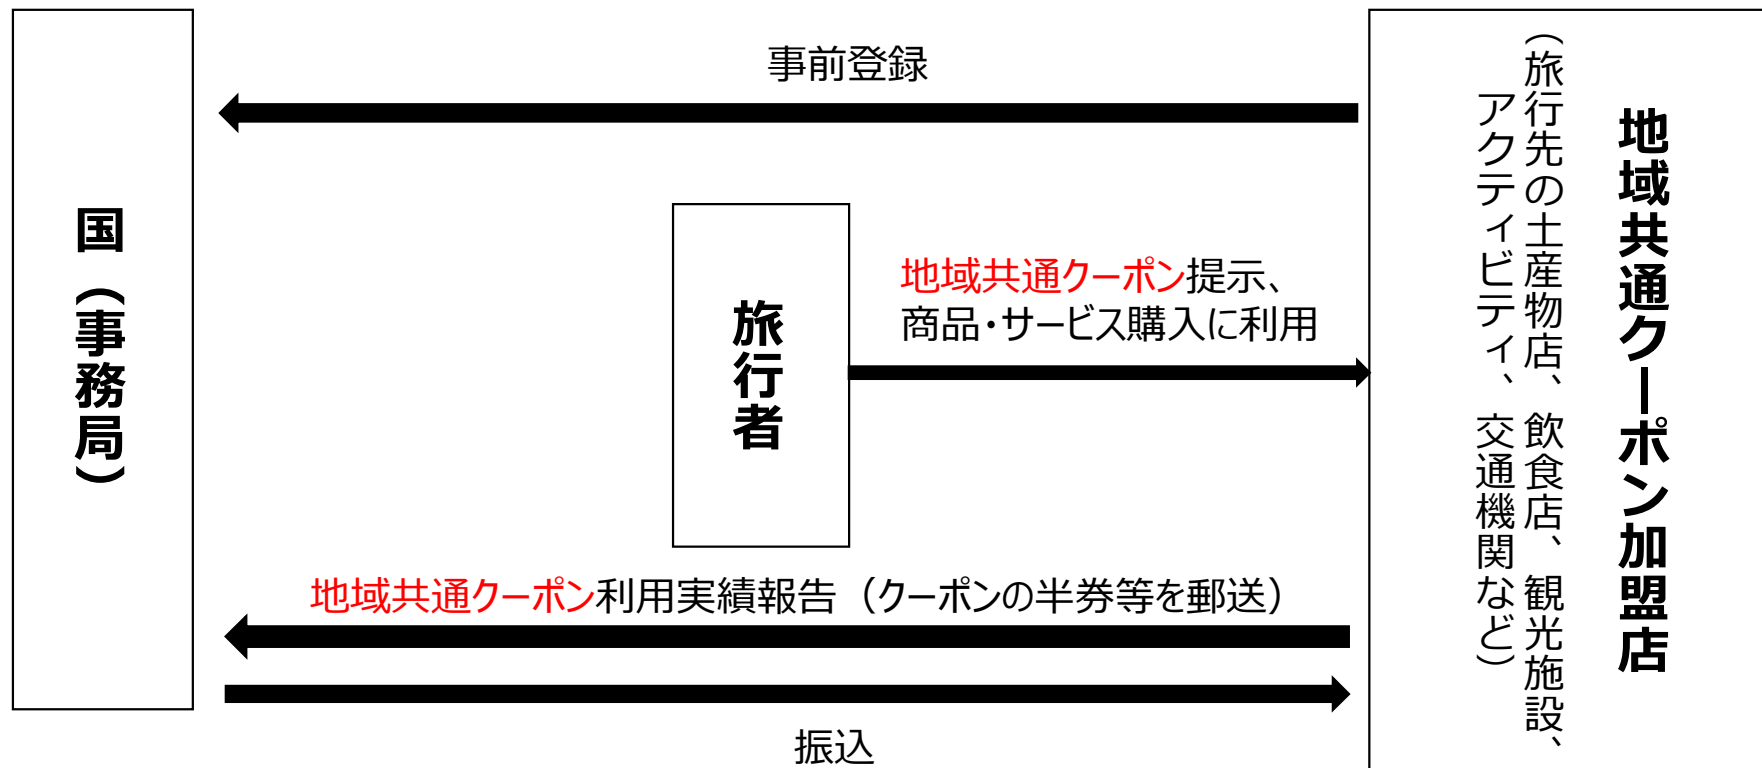 事前登録
国（事務局）
旅行者
地域共通クーポン提示、
商品・サービス購入に利用
地域共通クーポン加盟店
（旅行先の土産物店、飲食店、観光施設、
アクティビティ、交通機関など）
地域共通クーポン利用実績報告（クーポンの半券等を郵送）
振込